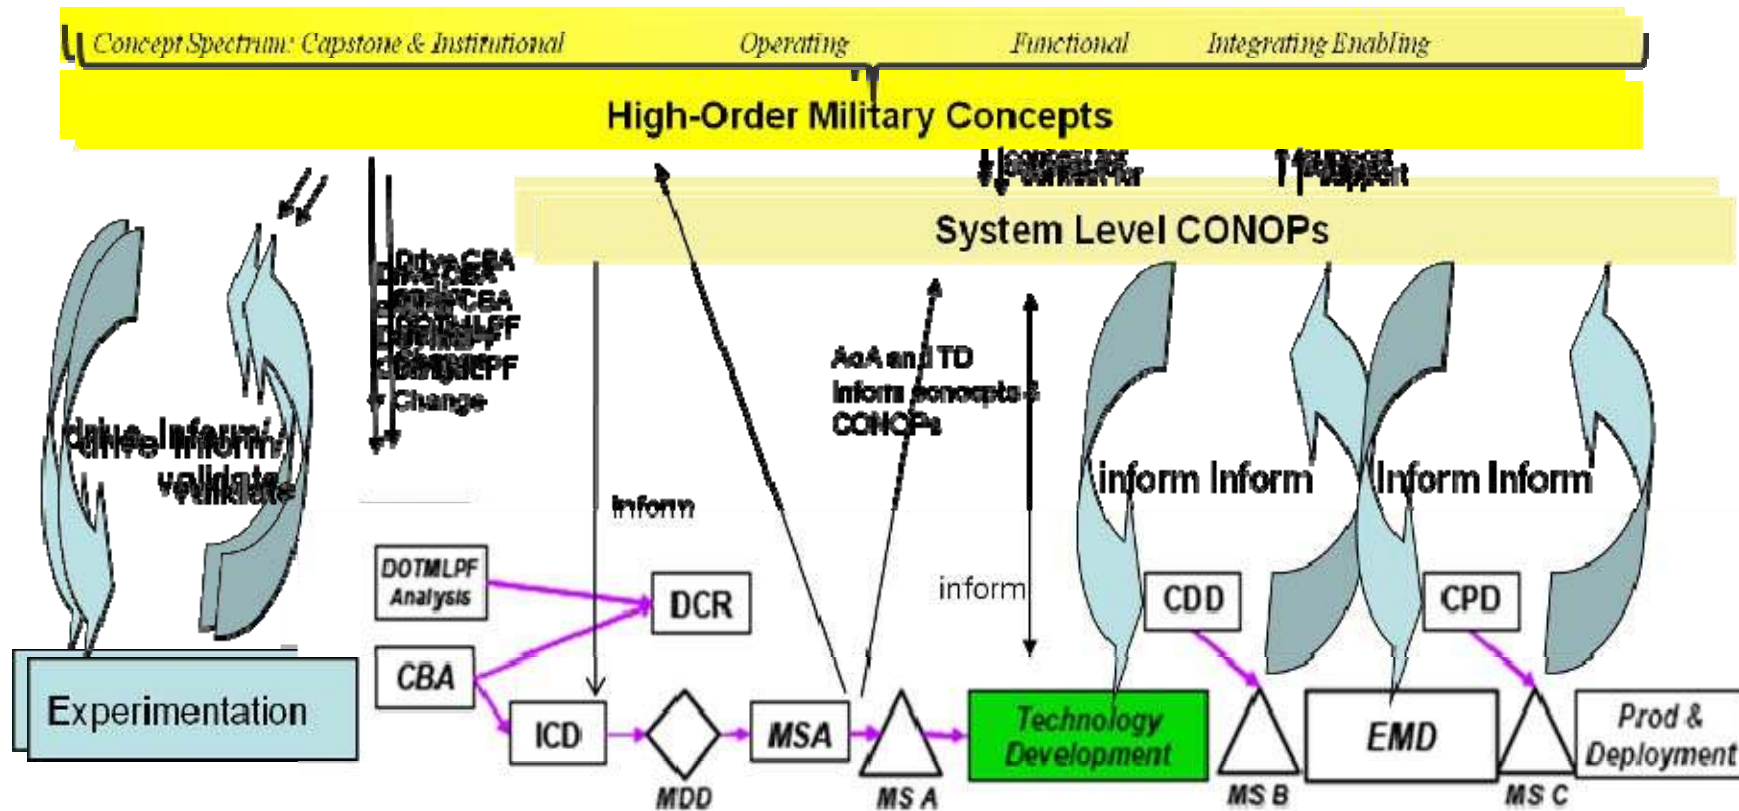 Concept Spectrum: Capstone & Institutional Operating Functional Integrating Enabling
High-Order Military Concepts
support
System Level CONOPs
Drive CBA
DOTMLPF
Change
AoA and TD
Inform concepts &
CONOPs
drive Inform/
validate
inform Inform
Inform Inform
inform
inform
DOTMLPF
Analysis
DCR
CDD
CPD
CBA
Experimentation
ICD
MSA
Technology
Development
EMD
Prod &
Deployment
MDD
MS A
MS B
MS C